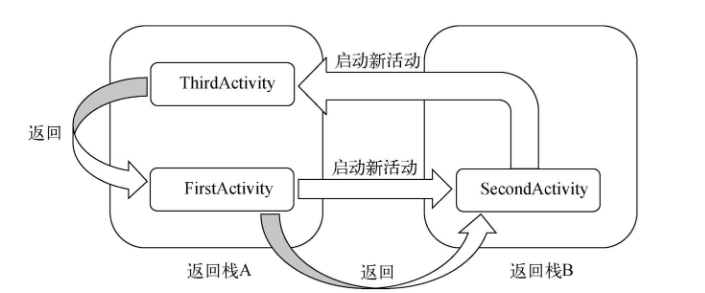 启动新活动
ThirdActivity
返回
启动新活动
FirstActivity
SecondActivity
返回栈A
返回
返回栈B